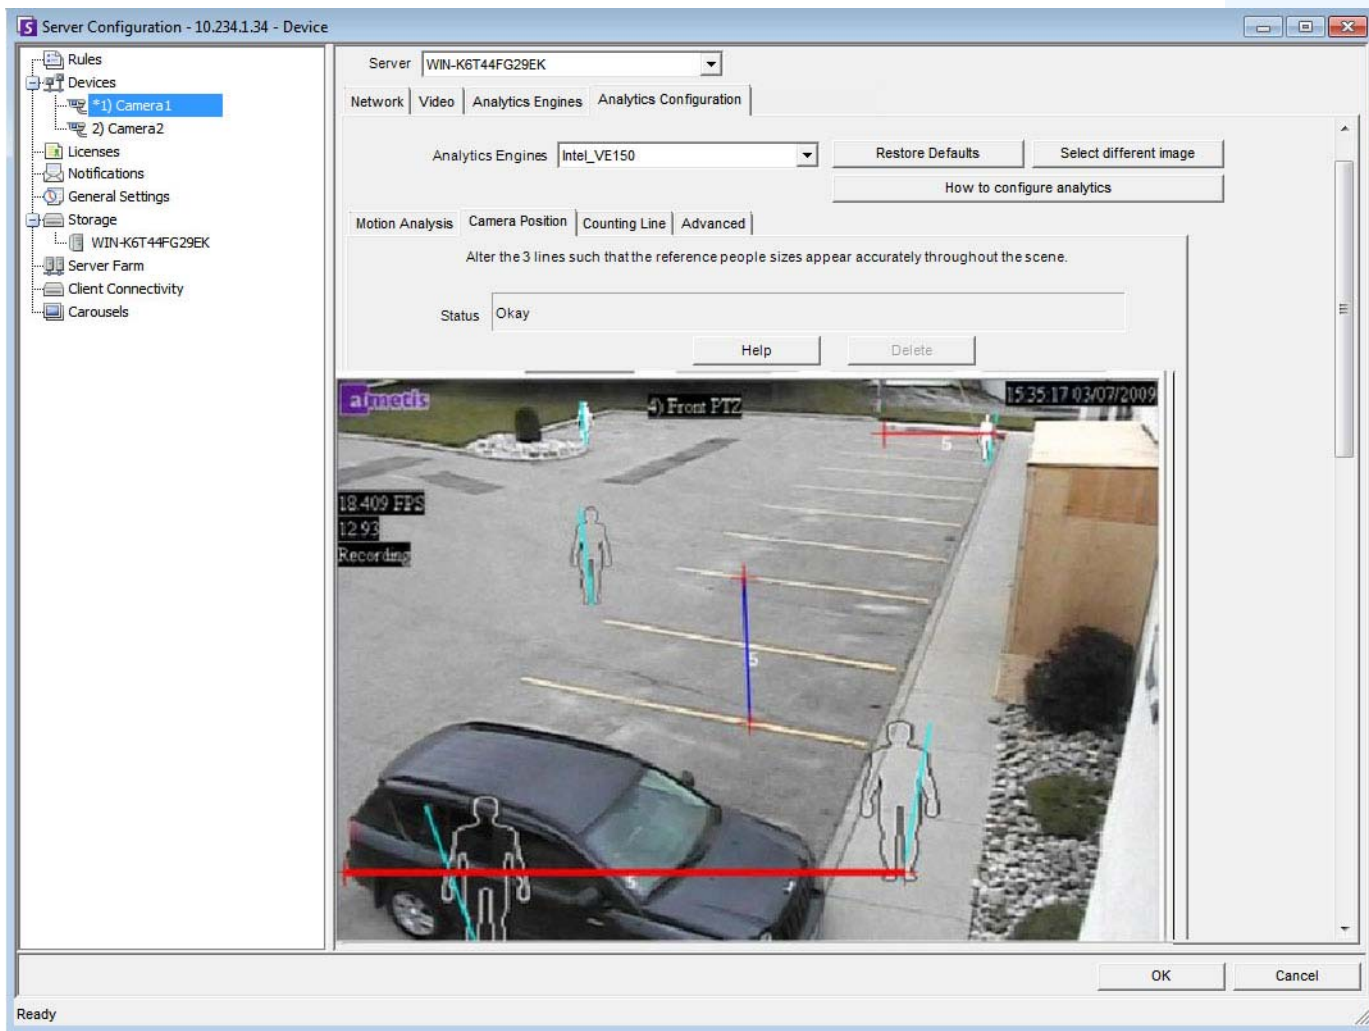 Server Configuration - 10.234.1.34 - Device
Rules
Devices
*1) Camera1
2) Camera2
Licenses
Notifications
General Settings
Storage
WIN-K6T44FG29EK
Server Farm
Client Connectivity
Carousels
Server WIN-K6T44FG29EK
Network Video Analytics Engines Analytics Configuration
Analytics Engines Intel_VE150 Restore Defaults Select different image
How to configure analytics
Motion Analysis Camera Position Counting Line Advanced
Alter the 3 lines such that the reference people sizes appear accurately throughout the scene.
Status Okay
Help Delete
aimetis 4) Front PTZ 15:35:17 03/07/2009
5
18.409 FPS
12.93
Recording
5
5
OK Cancel
Ready